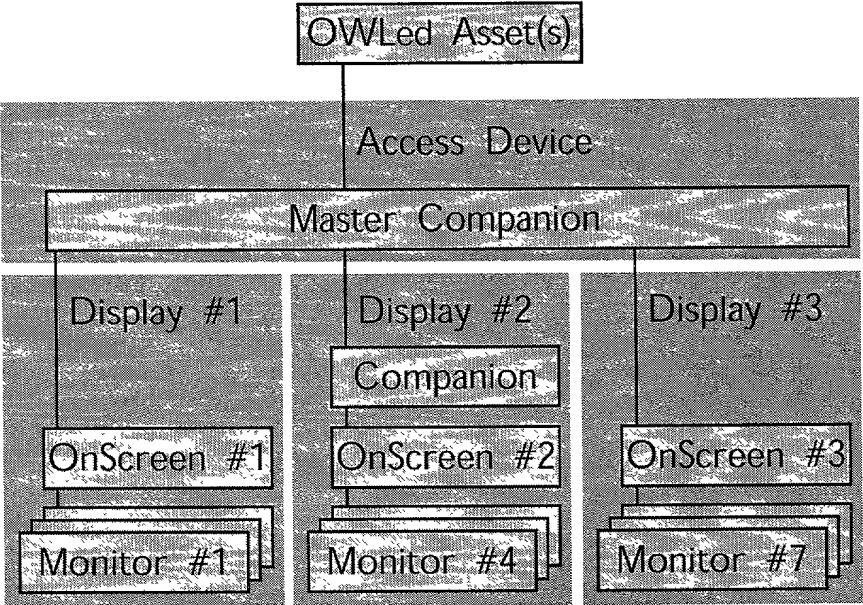 OWLed Asset(s)
Access Device
Master Companion
Display #1
Display #2
Display #3
Companion
OnScreen #1
OnScreen #2
OnScreen #3
Monitor #1
Monitor #4
Monitor #7